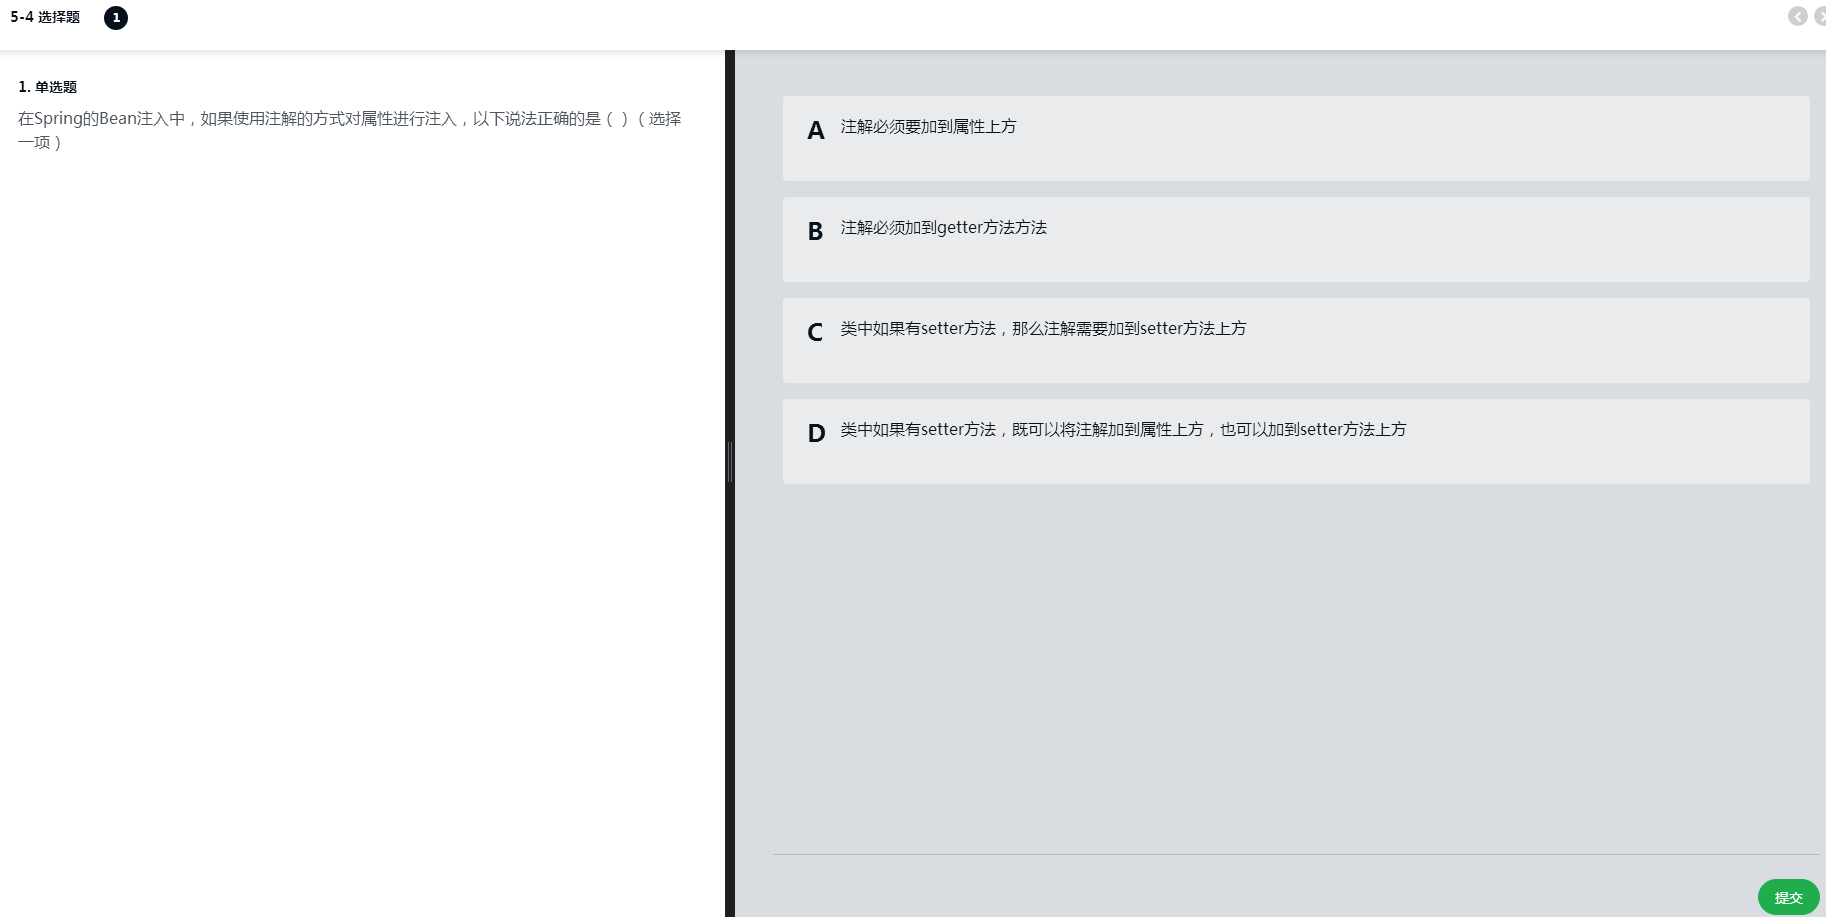 5-4 选择题 1
1. 单选题
在Spring的Bean注入中，如果使用注解的方式对属性进行注入，以下说法正确的是（ ）（ 选择
一项 ）
A 注解必须要加到属性上方
B 注解必须加到getter方法方法
C 类中如果有setter方法，那么注解需要加到setter方法上方
D 类中如果有setter方法，既可以将注解加到属性上方，也可以加到setter方法上方
提交